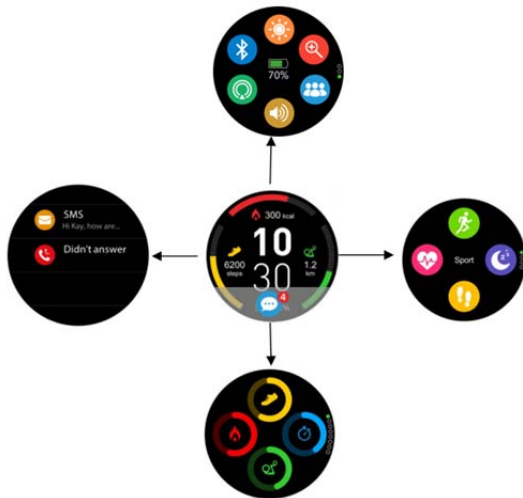 70%
SMS
Hi Kay, how are...
Didn't answer
300 kcal
10
30
6200
steps
1.2
km
4
Sport